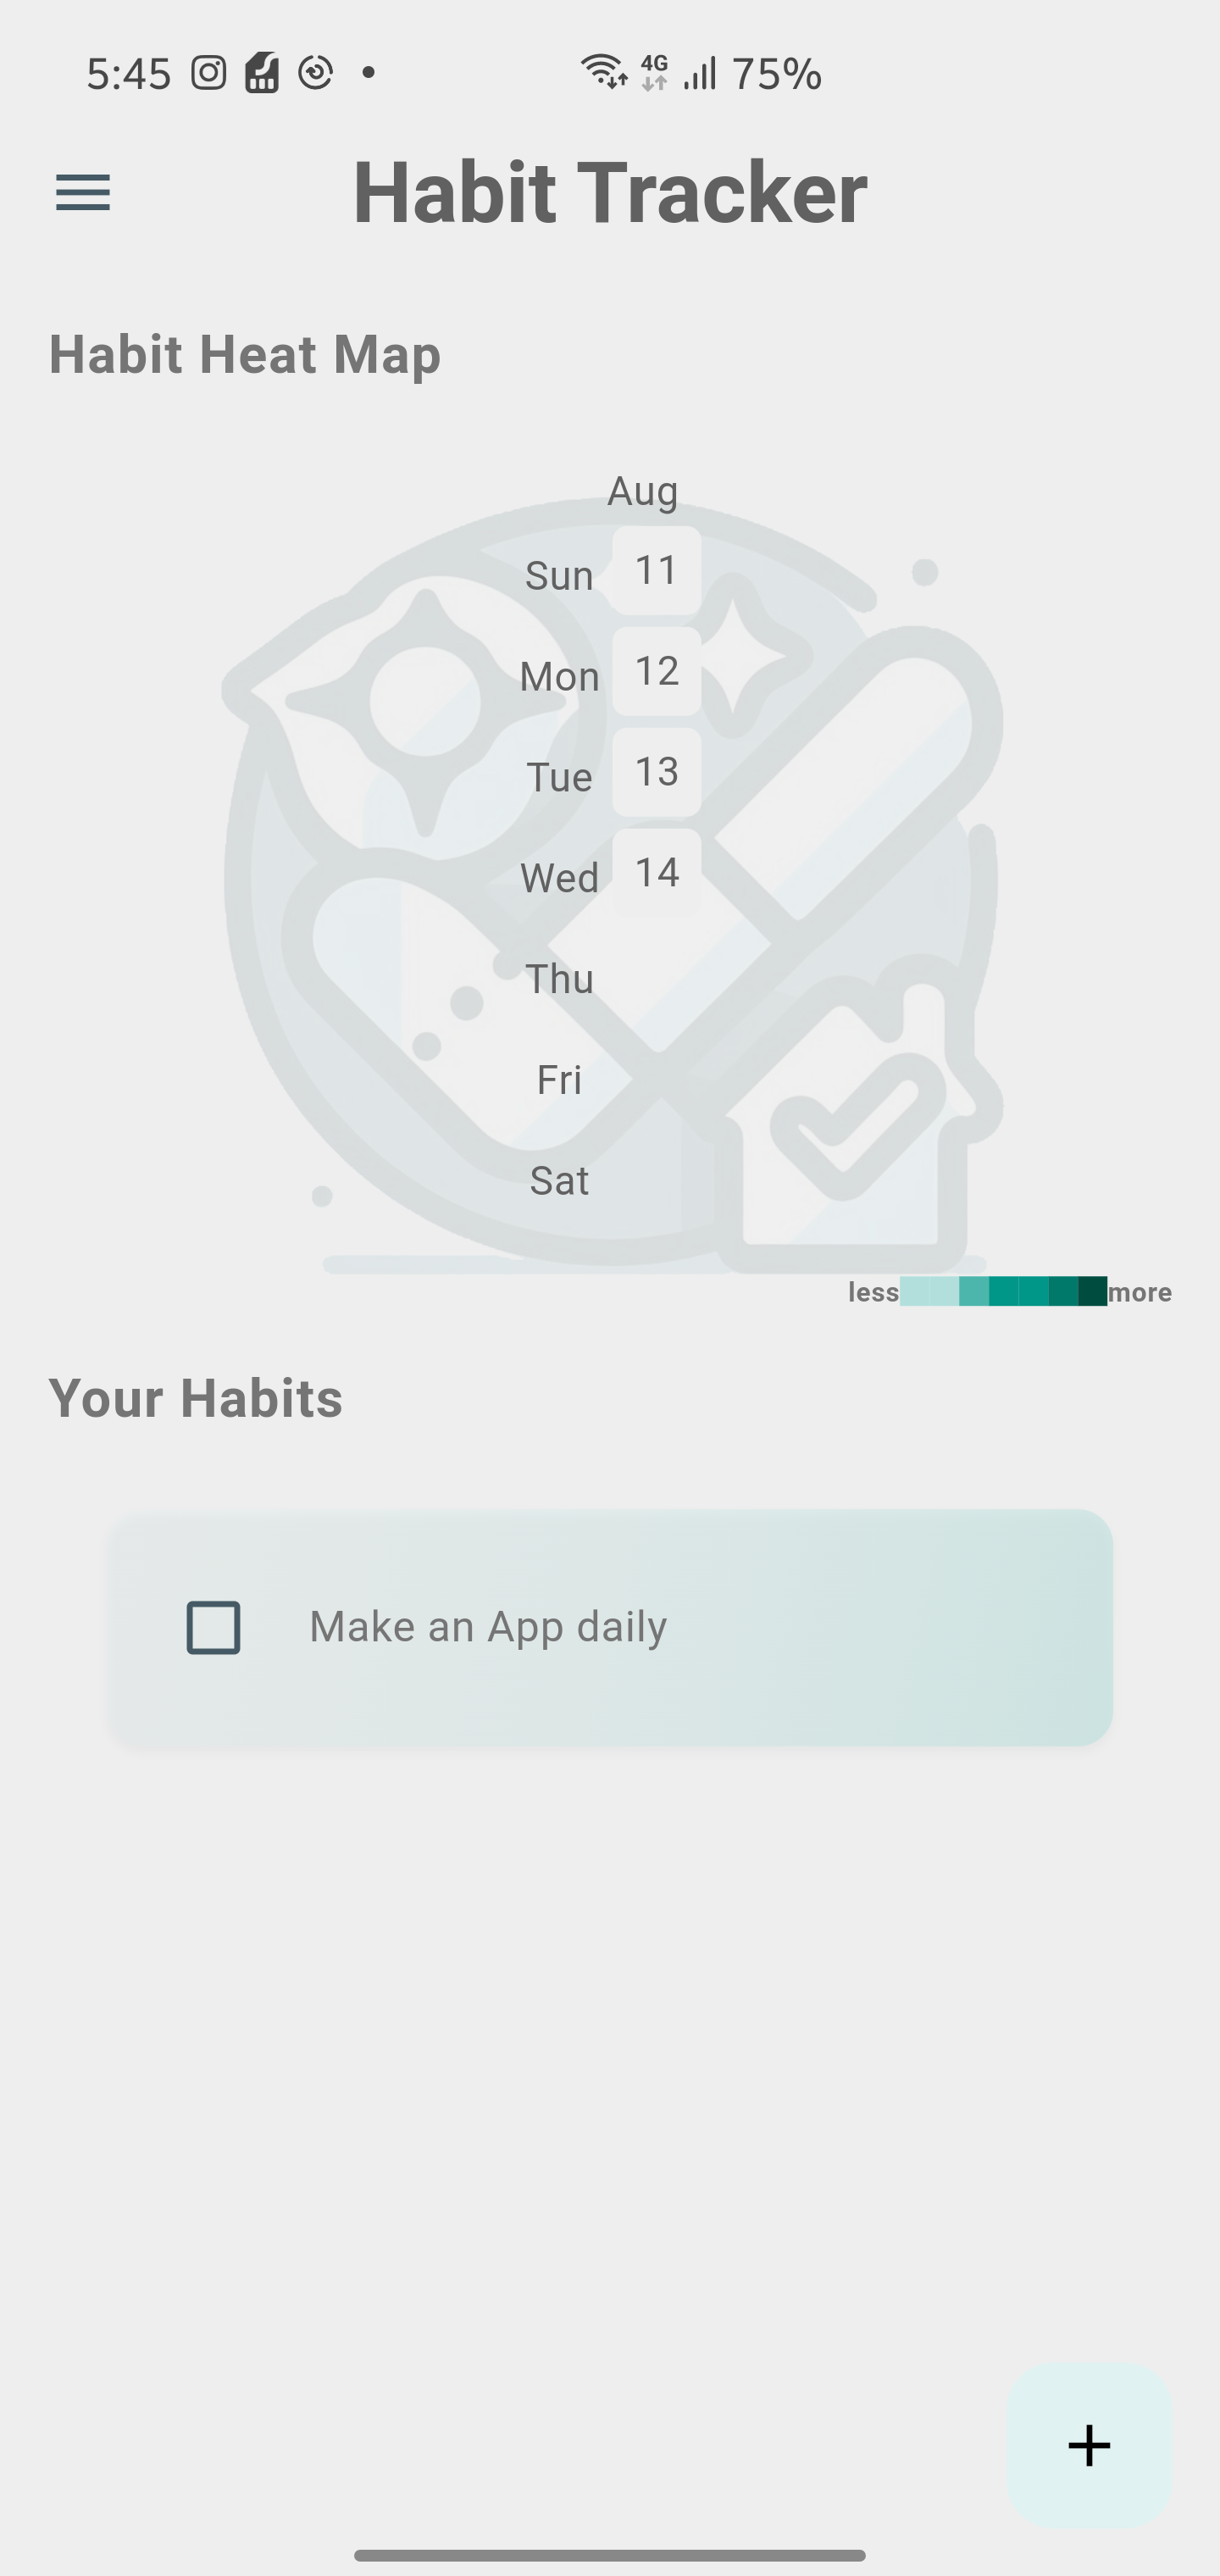 5:45 4G 75%
Habit Tracker
Habit Heat Map
Aug
Sun 11
Mon 12
Tue 13
Wed 14
Thu
Fri
Sat
less more
Your Habits
Make an App daily
+